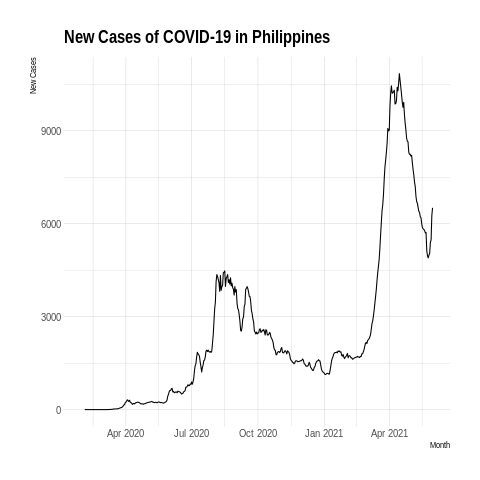 New Cases of COVID-19 in Philippines
New Cases
9000
6000
3000
0
Apr 2020 Jul 2020 Oct 2020 Jan 2021 Apr 2021
Month